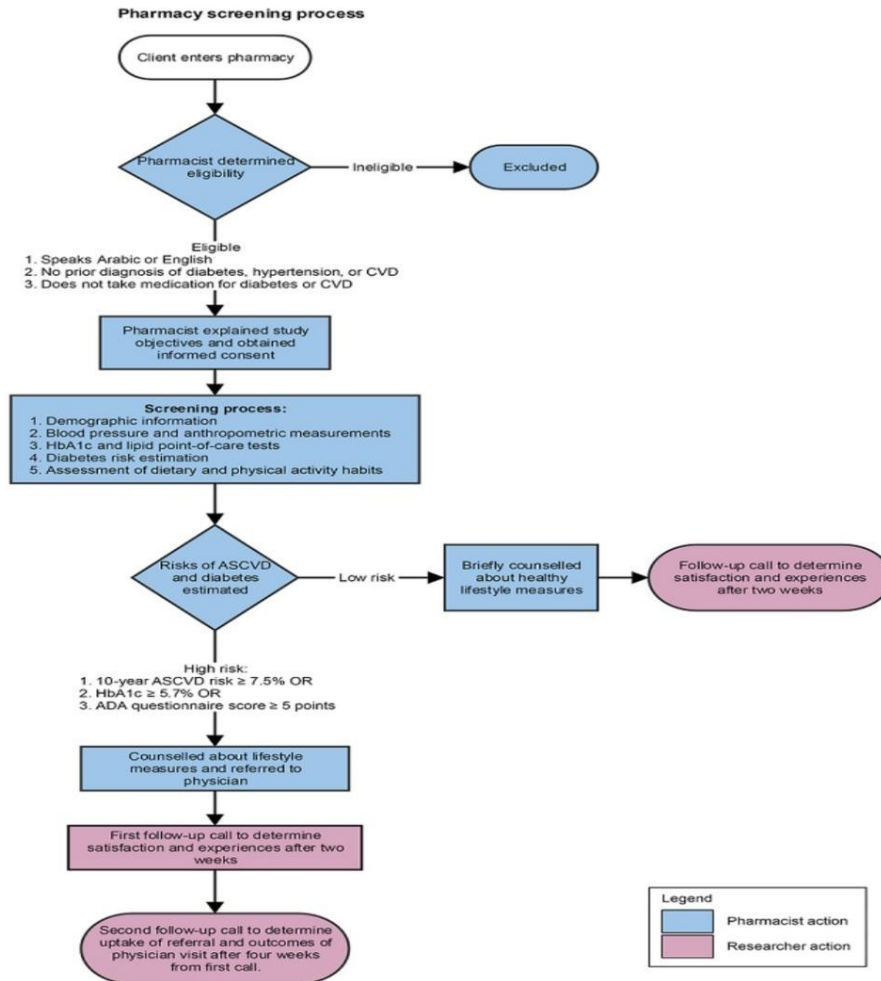 Pharmacy screening process
Client enters pharmacy
Pharmacist determined
eligibility
Ineligible
Excluded
Eligible
1. Speaks Arabic or English
2. No prior diagnosis of diabetes, hypertension, or CVD
3. Does not take medication for diabetes or CVD
Pharmacist explained study
objectives and obtained
informed consent
Screening process:
1. Demographic information
2. Blood pressure and anthropometric measurements
3. HbA1c and lipid point-of-care tests
4. Diabetes risk estimation
5. Assessment of dietary and physical activity habits
Risks of ASCVD
and diabetes
estimated
Low risk
Briefly counselled
about healthy
lifestyle measures
Follow-up call to determine
satisfaction and experiences
after two weeks
High risk:
1. 10-year ASCVD risk ≥ 7.5% OR
2. HbA1c ≥ 5.7% OR
3. ADA questionnaire score ≥ 5 points
Counselled about lifestyle
measures and referred to
physician
First follow-up call to determine
satisfaction and experiences after two
weeks
Second follow-up call to determine
uptake of referral and outcomes of
physician visit after four weeks
from first call.
Legend
Pharmacist action
Researcher action